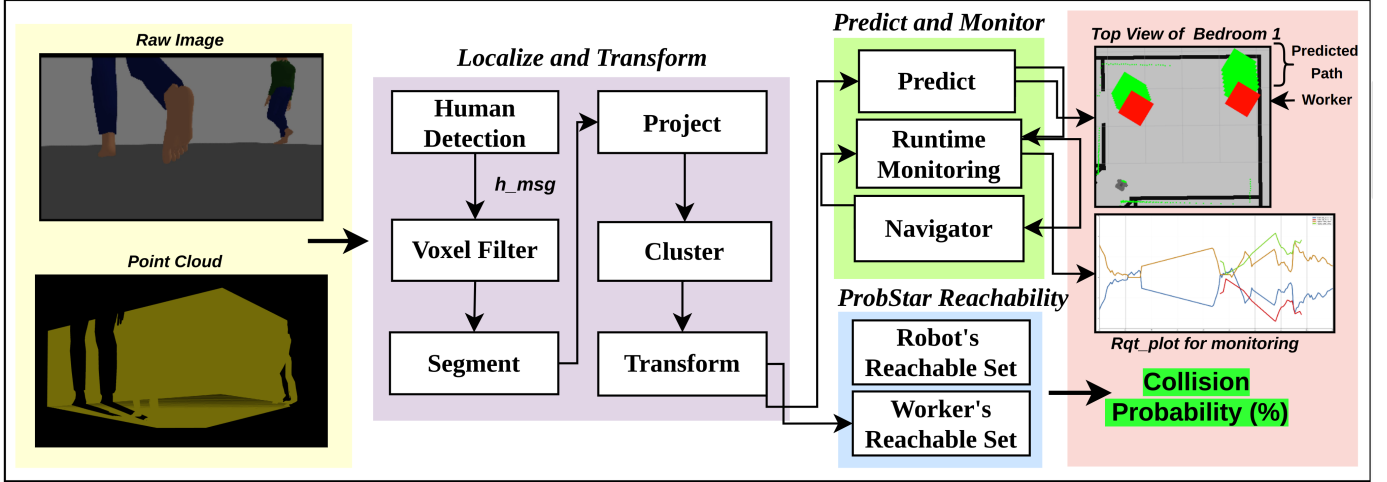 Raw Image
Point Cloud
Localize and Transform
Human
Detection
h_msg
Voxel Filter
Segment
Project
Cluster
Transform
Predict and Monitor
Predict
Runtime
Monitoring
Navigator
ProbStar Reachability
Robot's
Reachable Set
Worker's
Reachable Set
Top View of Bedroom 1
Predicted
Path
Worker
Rqt_plot for monitoring
Collision
Probability (%)